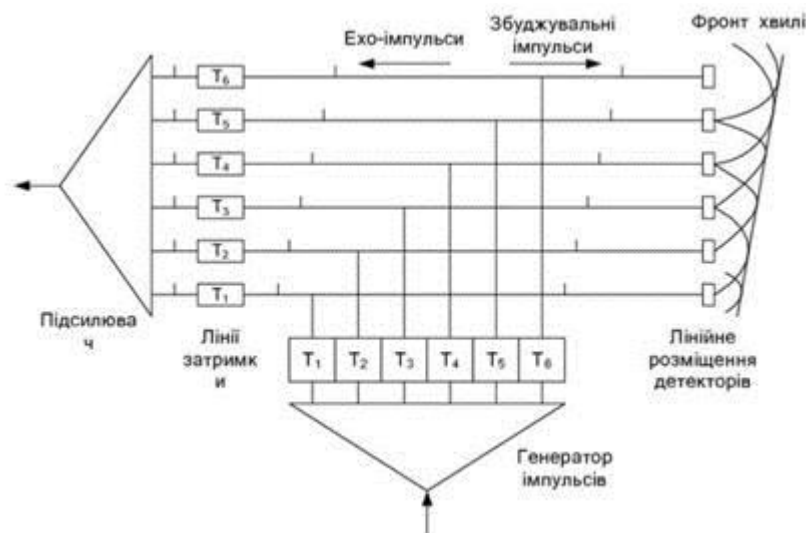 Ехо-імпульси
Збуджувальні
імпульси
Фронт хвилі
T₆
T₅
T₄
T₃
T₂
T₁
Підсилюва
ч
Лінії
затримк
и
T₁ T₂ T₃ T₄ T₅ T₆
Лінійне
розміщення
детекторів
Генератор
імпульсів